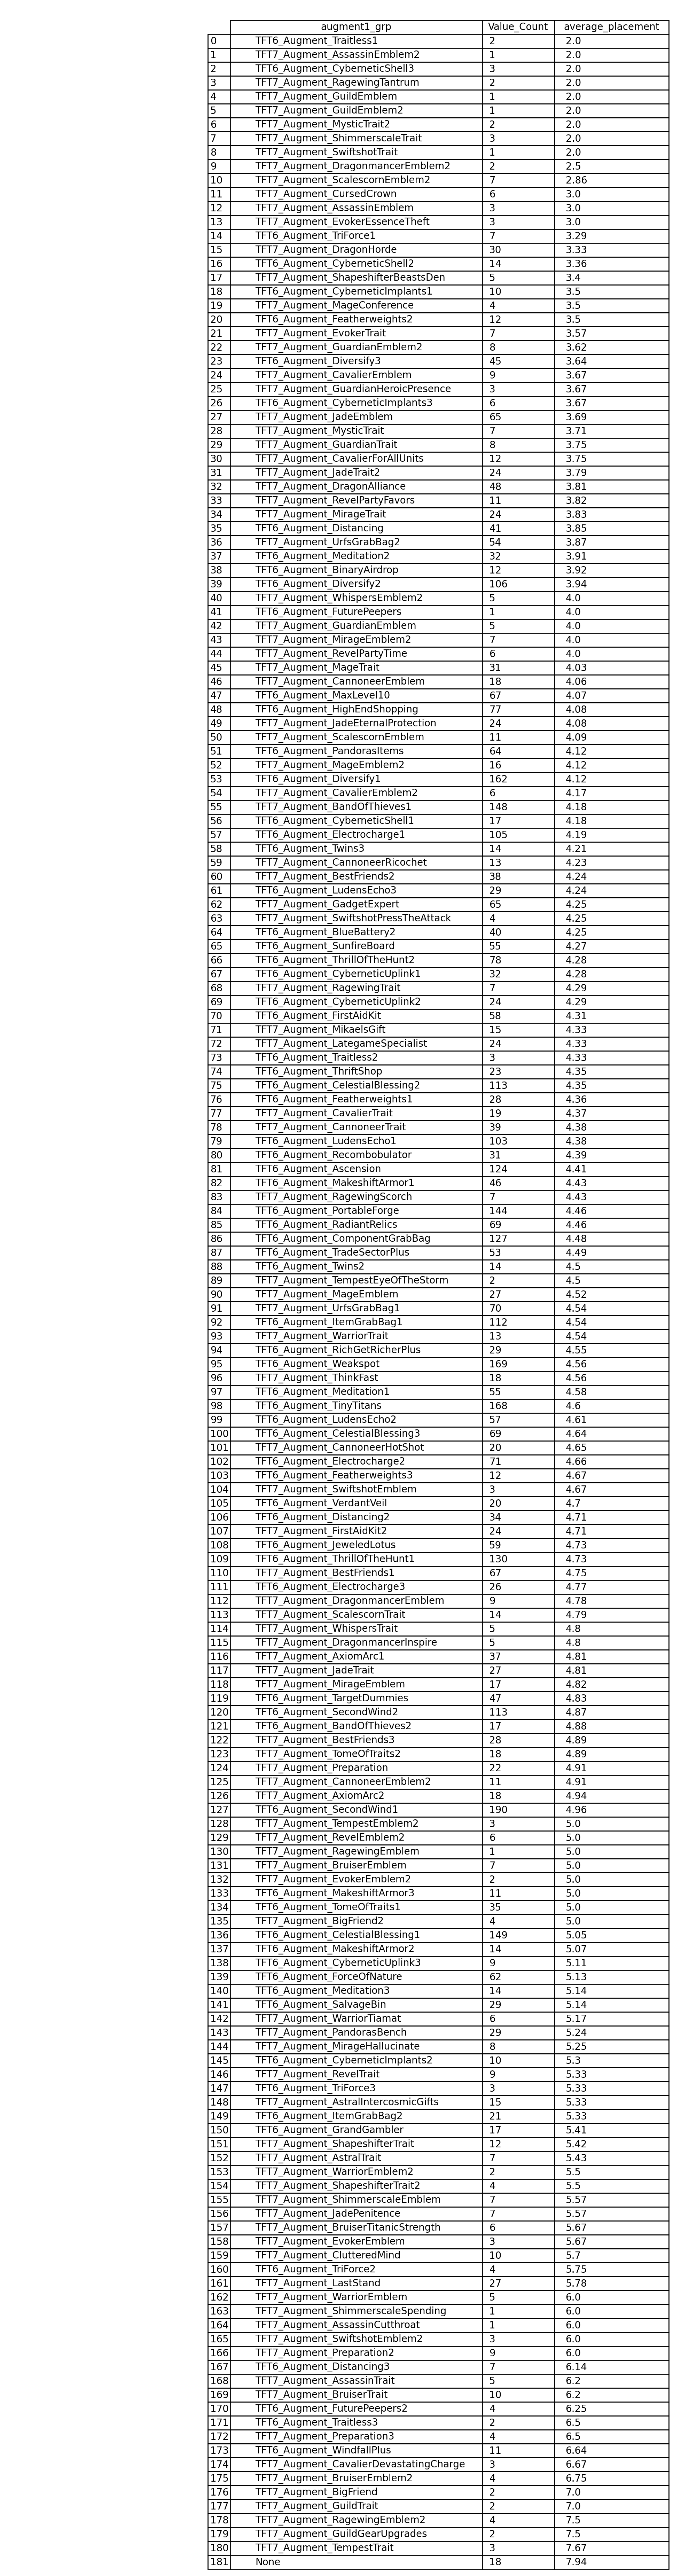 augment1_grp Value_Count average_placement
0 TFT6_Augment_Traitless1 2 2.0
1 TFT7_Augment_AssassinEmblem2 1 2.0
2 TFT6_Augment_CyberneticShell3 3 2.0
3 TFT7_Augment_RagewingTantrum 2 2.0
4 TFT7_Augment_GuildEmblem 1 2.0
5 TFT7_Augment_GuildEmblem2 1 2.0
6 TFT7_Augment_MysticTrait2 2 2.0
7 TFT7_Augment_ShimmerscaleTrait 3 2.0
8 TFT7_Augment_SwiftshotTrait 1 2.0
9 TFT7_Augment_DragonmancerEmblem2 2 2.5
10 TFT7_Augment_ScalescornEmblem2 7 2.86
11 TFT7_Augment_CursedCrown 6 3.0
12 TFT7_Augment_AssassinEmblem 3 3.0
13 TFT7_Augment_EvokerEssenceTheft 3 3.0
14 TFT6_Augment_TriForce1 7 3.29
15 TFT7_Augment_DragonHorde 30 3.33
16 TFT6_Augment_CyberneticShell2 14 3.36
17 TFT7_Augment_ShapeshifterBeastsDen 5 3.4
18 TFT6_Augment_CyberneticImplants1 10 3.5
19 TFT7_Augment_MageConference 4 3.5
20 TFT6_Augment_Featherweights2 12 3.5
21 TFT7_Augment_EvokerTrait 7 3.57
22 TFT7_Augment_GuardianEmblem2 8 3.62
23 TFT6_Augment_Diversify3 45 3.64
24 TFT7_Augment_CavalierEmblem 9 3.67
25 TFT7_Augment_GuardianHeroicPresence 3 3.67
26 TFT6_Augment_CyberneticImplants3 6 3.67
27 TFT7_Augment_JadeEmblem 65 3.69
28 TFT7_Augment_MysticTrait 7 3.71
29 TFT7_Augment_GuardianTrait 8 3.75
30 TFT7_Augment_CavalierForAllUnits 12 3.75
31 TFT7_Augment_JadeTrait2 24 3.79
32 TFT7_Augment_DragonAlliance 48 3.81
33 TFT7_Augment_RevelPartyFavors 11 3.82
34 TFT7_Augment_MirageTrait 24 3.83
35 TFT6_Augment_Distancing 41 3.85
36 TFT7_Augment_UrfsGrabBag2 54 3.87
37 TFT6_Augment_Meditation2 32 3.91
38 TFT6_Augment_BinaryAirdrop 12 3.92
39 TFT6_Augment_Diversify2 106 3.94
40 TFT7_Augment_WhispersEmblem2 5 4.0
41 TFT6_Augment_FuturePeepers 1 4.0
42 TFT7_Augment_GuardianEmblem 5 4.0
43 TFT7_Augment_MirageEmblem2 7 4.0
44 TFT7_Augment_RevelPartyTime 6 4.0
45 TFT7_Augment_MageTrait 31 4.03
46 TFT7_Augment_CannoneerEmblem 18 4.06
47 TFT6_Augment_MaxLevel10 67 4.07
48 TFT6_Augment_HighEndShopping 77 4.08
49 TFT7_Augment_JadeEternalProtection 24 4.08
50 TFT7_Augment_ScalescornEmblem 11 4.09
51 TFT6_Augment_PandorasItems 64 4.12
52 TFT7_Augment_MageEmblem2 16 4.12
53 TFT6_Augment_Diversify1 162 4.12
54 TFT7_Augment_CavalierEmblem2 6 4.17
55 TFT7_Augment_BandOfThieves1 148 4.18
56 TFT6_Augment_CyberneticShell1 17 4.18
57 TFT6_Augment_Electrocharge1 105 4.19
58 TFT6_Augment_Twins3 14 4.21
59 TFT7_Augment_CannoneerRicochet 13 4.23
60 TFT7_Augment_BestFriends2 38 4.24
61 TFT6_Augment_LudensEcho3 29 4.24
62 TFT7_Augment_GadgetExpert 65 4.25
63 TFT7_Augment_SwiftshotPressTheAttack 4 4.25
64 TFT6_Augment_BlueBattery2 40 4.25
65 TFT6_Augment_SunfireBoard 55 4.27
66 TFT6_Augment_ThrillOfTheHunt2 78 4.28
67 TFT6_Augment_CyberneticUplink1 32 4.28
68 TFT7_Augment_RagewingTrait 7 4.29
69 TFT6_Augment_CyberneticUplink2 24 4.29
70 TFT6_Augment_FirstAidKit 58 4.31
71 TFT7_Augment_MikaelsGift 15 4.33
72 TFT7_Augment_LategameSpecialist 24 4.33
73 TFT6_Augment_Traitless2 3 4.33
74 TFT6_Augment_ThriftShop 23 4.35
75 TFT6_Augment_CelestialBlessing2 113 4.35
76 TFT6_Augment_Featherweights1 28 4.36
77 TFT7_Augment_CavalierTrait 19 4.37
78 TFT7_Augment_CannoneerTrait 39 4.38
79 TFT6_Augment_LudensEcho1 103 4.38
80 TFT6_Augment_Recombobulator 31 4.39
81 TFT6_Augment_Ascension 124 4.41
82 TFT6_Augment_MakeshiftArmor1 46 4.43
83 TFT7_Augment_RagewingScorch 7 4.43
84 TFT6_Augment_PortableForge 144 4.46
85 TFT6_Augment_RadiantRelics 69 4.46
86 TFT6_Augment_ComponentGrabBag 127 4.48
87 TFT6_Augment_TradeSectorPlus 53 4.49
88 TFT6_Augment_Twins2 14 4.5
89 TFT7_Augment_TempestEyeOfTheStorm 2 4.5
90 TFT7_Augment_MageEmblem 27 4.52
91 TFT7_Augment_UrfsGrabBag1 70 4.54
92 TFT6_Augment_ItemGrabBag1 112 4.54
93 TFT7_Augment_WarriorTrait 13 4.54
94 TFT6_Augment_RichGetRicherPlus 29 4.55
95 TFT6_Augment_Weakspot 169 4.56
96 TFT7_Augment_ThinkFast 18 4.56
97 TFT6_Augment_Meditation1 55 4.58
98 TFT6_Augment_TinyTitans 168 4.6
99 TFT6_Augment_LudensEcho2 57 4.61
100 TFT6_Augment_CelestialBlessing3 69 4.64
101 TFT7_Augment_CannoneerHotShot 20 4.65
102 TFT6_Augment_Electrocharge2 71 4.66
103 TFT6_Augment_Featherweights3 12 4.67
104 TFT7_Augment_SwiftshotEmblem 3 4.67
105 TFT6_Augment_VerdantVeil 20 4.7
106 TFT6_Augment_Distancing2 34 4.71
107 TFT7_Augment_FirstAidKit2 24 4.71
108 TFT6_Augment_JeweledLotus 59 4.73
109 TFT6_Augment_ThrillOfTheHunt1 130 4.73
110 TFT7_Augment_BestFriends1 67 4.75
111 TFT6_Augment_Electrocharge3 26 4.77
112 TFT7_Augment_DragonmancerEmblem 9 4.78
113 TFT7_Augment_ScalescornTrait 14 4.79
114 TFT7_Augment_WhispersTrait 5 4.8
115 TFT7_Augment_DragonmancerInspire 5 4.8
116 TFT7_Augment_AxiomArc1 37 4.81
117 TFT7_Augment_JadeTrait 27 4.81
118 TFT7_Augment_MirageEmblem 17 4.82
119 TFT6_Augment_TargetDummies 47 4.83
120 TFT6_Augment_SecondWind2 113 4.87
121 TFT6_Augment_BandOfThieves2 17 4.88
122 TFT7_Augment_BestFriends3 28 4.89
123 TFT7_Augment_TomeOfTraits2 18 4.89
124 TFT7_Augment_Preparation 22 4.91
125 TFT7_Augment_CannoneerEmblem2 11 4.91
126 TFT7_Augment_AxiomArc2 18 4.94
127 TFT6_Augment_SecondWind1 190 4.96
128 TFT7_Augment_TempestEmblem2 3 5.0
129 TFT7_Augment_RevelEmblem2 6 5.0
130 TFT7_Augment_RagewingEmblem 1 5.0
131 TFT7_Augment_BruiserEmblem 7 5.0
132 TFT7_Augment_EvokerEmblem2 2 5.0
133 TFT6_Augment_MakeshiftArmor3 11 5.0
134 TFT6_Augment_TomeOfTraits1 35 5.0
135 TFT7_Augment_BigFriend2 4 5.0
136 TFT6_Augment_CelestialBlessing1 149 5.05
137 TFT6_Augment_MakeshiftArmor2 14 5.07
138 TFT6_Augment_CyberneticUplink3 9 5.11
139 TFT6_Augment_ForceOfNature 62 5.13
140 TFT6_Augment_Meditation3 14 5.14
141 TFT6_Augment_SalvageBin 29 5.14
142 TFT7_Augment_WarriorTiamat 6 5.17
143 TFT7_Augment_PandorasBench 29 5.24
144 TFT7_Augment_MirageHallucinate 8 5.25
145 TFT6_Augment_CyberneticImplants2 10 5.3
146 TFT7_Augment_RevelTrait 9 5.33
147 TFT6_Augment_TriForce3 3 5.33
148 TFT7_Augment_AstralIntercosmicGifts 15 5.33
149 TFT6_Augment_ItemGrabBag2 21 5.33
150 TFT6_Augment_GrandGambler 17 5.41
151 TFT7_Augment_ShapeshifterTrait 12 5.42
152 TFT7_Augment_AstralTrait 7 5.43
153 TFT7_Augment_WarriorEmblem2 2 5.5
154 TFT7_Augment_ShapeshifterTrait2 4 5.5
155 TFT7_Augment_ShimmerscaleEmblem 7 5.57
156 TFT7_Augment_JadePenitence 7 5.57
157 TFT7_Augment_BruiserTitanicStrength 6 5.67
158 TFT7_Augment_EvokerEmblem 3 5.67
159 TFT7_Augment_ClutteredMind 10 5.7
160 TFT6_Augment_TriForce2 4 5.75
161 TFT7_Augment_LastStand 27 5.78
162 TFT7_Augment_WarriorEmblem 5 6.0
163 TFT7_Augment_ShimmerscaleSpending 1 6.0
164 TFT7_Augment_AssassinCutthroat 1 6.0
165 TFT7_Augment_SwiftshotEmblem2 3 6.0
166 TFT7_Augment_Preparation2 9 6.0
167 TFT6_Augment_Distancing3 7 6.14
168 TFT7_Augment_AssassinTrait 5 6.2
169 TFT7_Augment_BruiserTrait 10 6.2
170 TFT6_Augment_FuturePeepers2 4 6.25
171 TFT6_Augment_Traitless3 2 6.5
172 TFT7_Augment_Preparation3 4 6.5
173 TFT6_Augment_WindfallPlus 11 6.64
174 TFT7_Augment_CavalierDevastatingCharge 3 6.67
175 TFT7_Augment_BruiserEmblem2 4 6.75
176 TFT7_Augment_BigFriend 2 7.0
177 TFT7_Augment_GuildTrait 2 7.0
178 TFT7_Augment_RagewingEmblem2 4 7.5
179 TFT7_Augment_GuildGearUpgrades 2 7.5
180 TFT7_Augment_TempestTrait 3 7.67
181 None 18 7.94